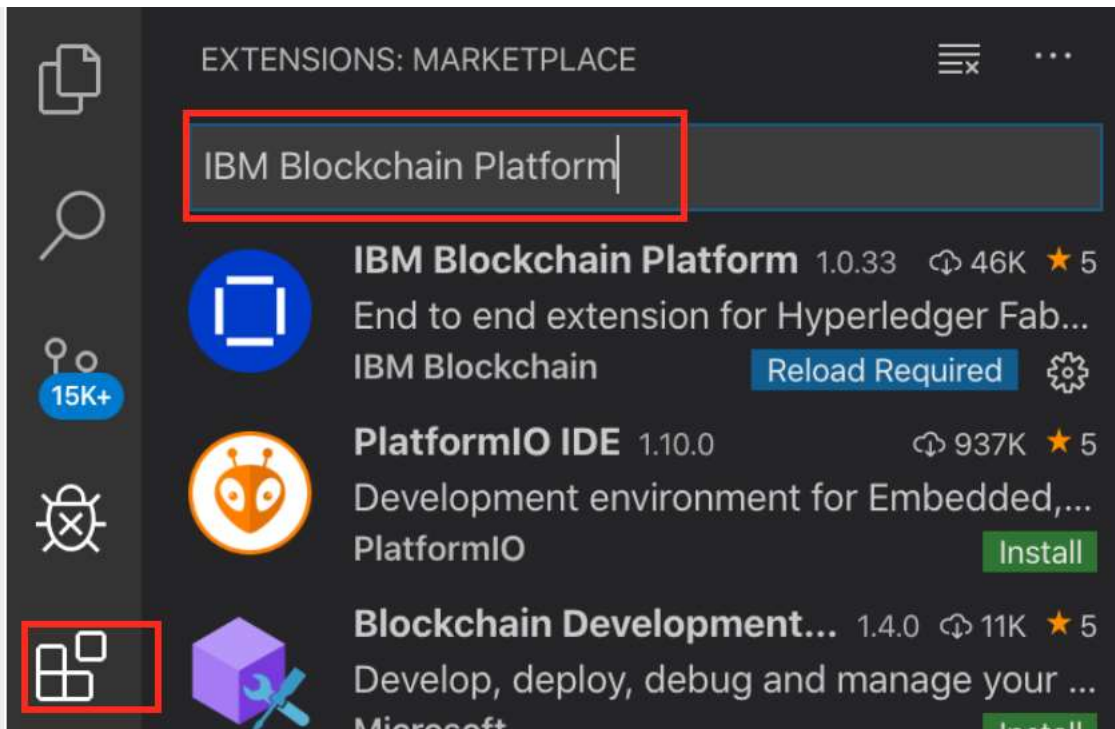 EXTENSIONS: MARKETPLACE
...
IBM Blockchain Platform
IBM Blockchain Platform 1.0.33 46K ★ 5
End to end extension for Hyperledger Fab...
IBM Blockchain Reload Required
15K+
PlatformIO IDE 1.10.0 937K ★ 5
Development environment for Embedded,...
PlatformIO Install
Blockchain Development... 1.4.0 11K ★ 5
Develop, deploy, debug and manage your ...
Microsoft Install